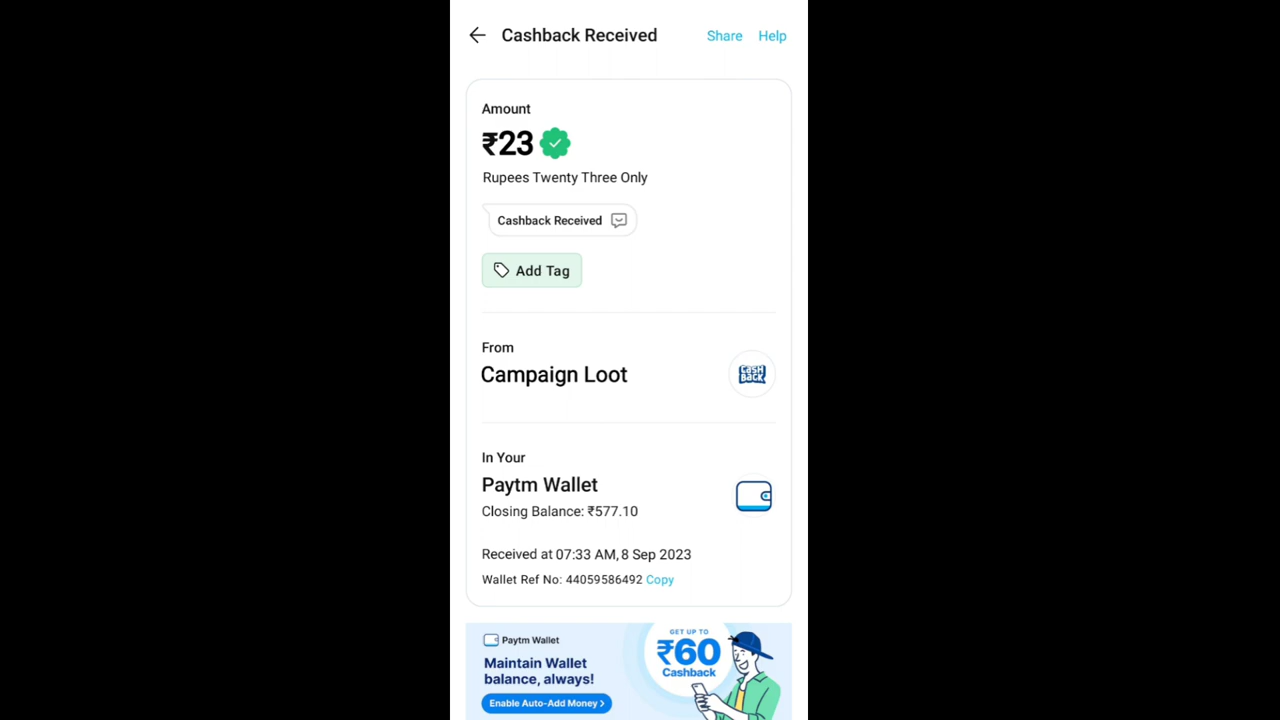 Cashback Received
Share
Help
Amount
₹23
Rupees Twenty Three Only
Cashback Received
Add Tag
From
Campaign Loot
CASH
BACK
In Your
Paytm Wallet
Closing Balance: ₹577.10
Received at 07:33 AM, 8 Sep 2023
Wallet Ref No: 44059586492 Copy
Paytm Wallet
Maintain Wallet
balance, always!
Enable Auto-Add Money >
GET UP TO
₹60
Cashback